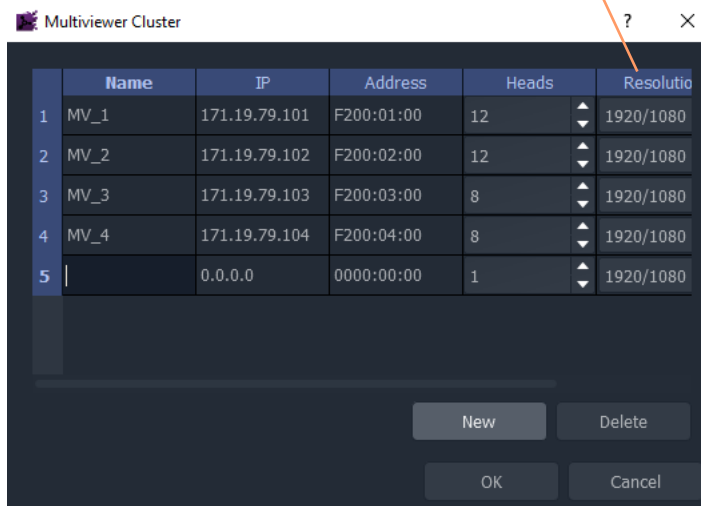 Multiviewer Cluster ? ×
Name IP Address Heads Resolutio
1 MV_1 171.19.79.101 F200:01:00 12 1920/1080
2 MV_2 171.19.79.102 F200:02:00 12 1920/1080
3 MV_3 171.19.79.103 F200:03:00 8 1920/1080
4 MV_4 171.19.79.104 F200:04:00 8 1920/1080
5 0.0.0.0 0000:00:00 1 1920/1080
New Delete
OK Cancel